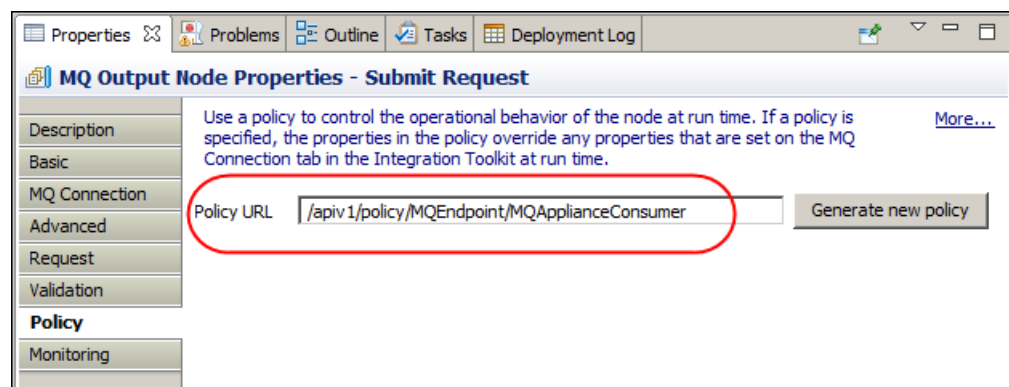 Properties Problems Outline Tasks Deployment Log
MQ Output Node Properties - Submit Request
Description
Basic
MQ Connection
Advanced
Request
Validation
Policy
Monitoring
Use a policy to control the operational behavior of the node at run time. If a policy is
specified, the properties in the policy override any properties that are set on the MQ
Connection tab in the Integration Toolkit at run time.
More...
Policy URL /apiv1/policy/MQEndpoint/MQApplianceConsumer Generate new policy